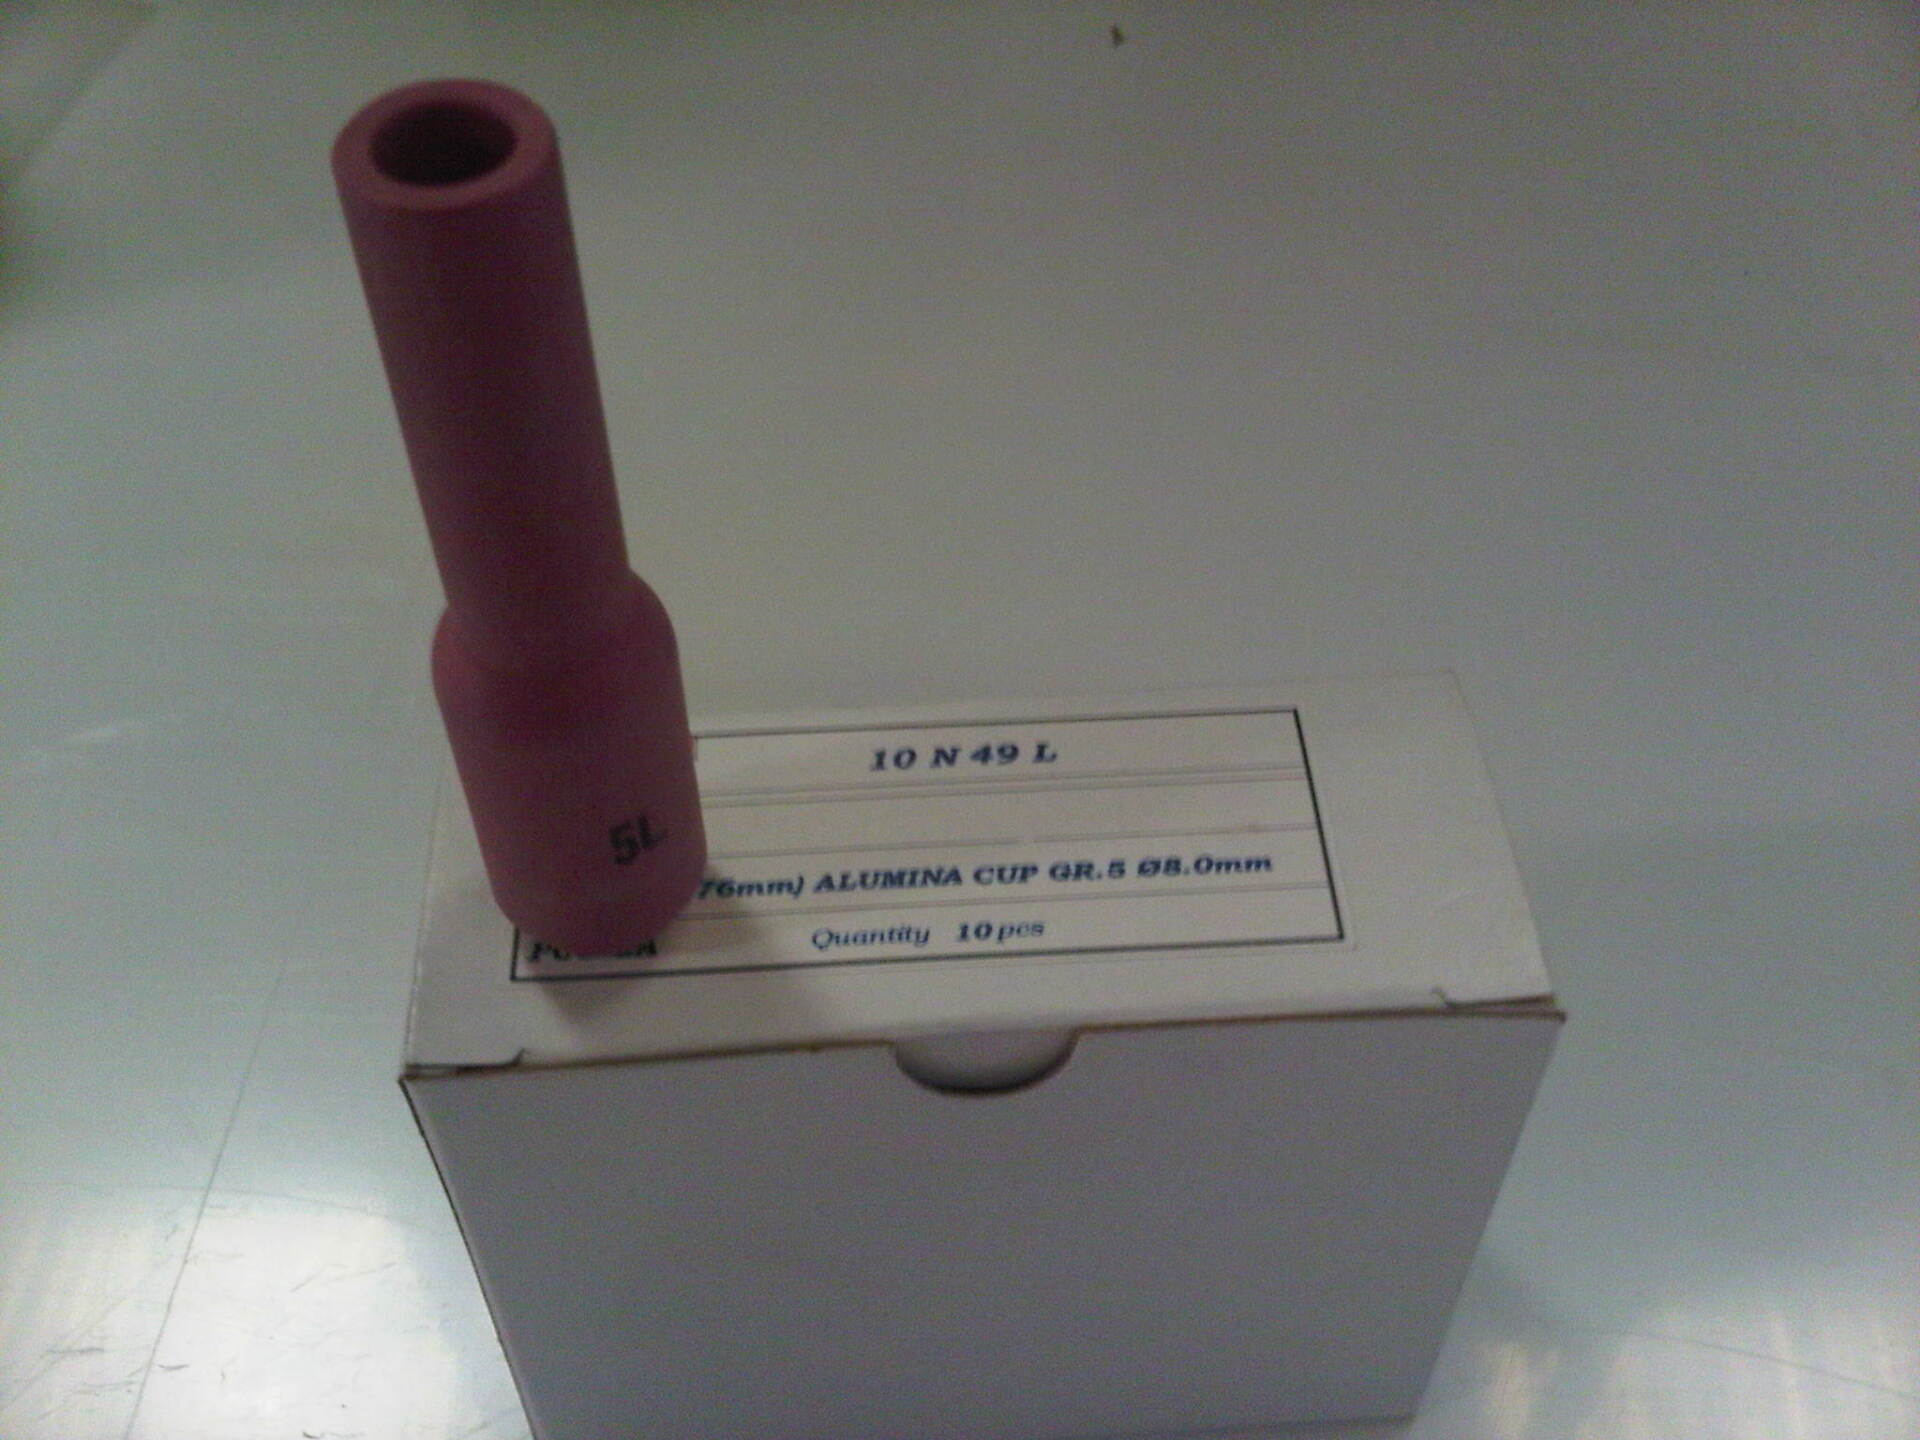 10 N 49 L
5L
76mm) ALUMINA CUP GR.5 Ø8.0mm
Quantity 10 pcs